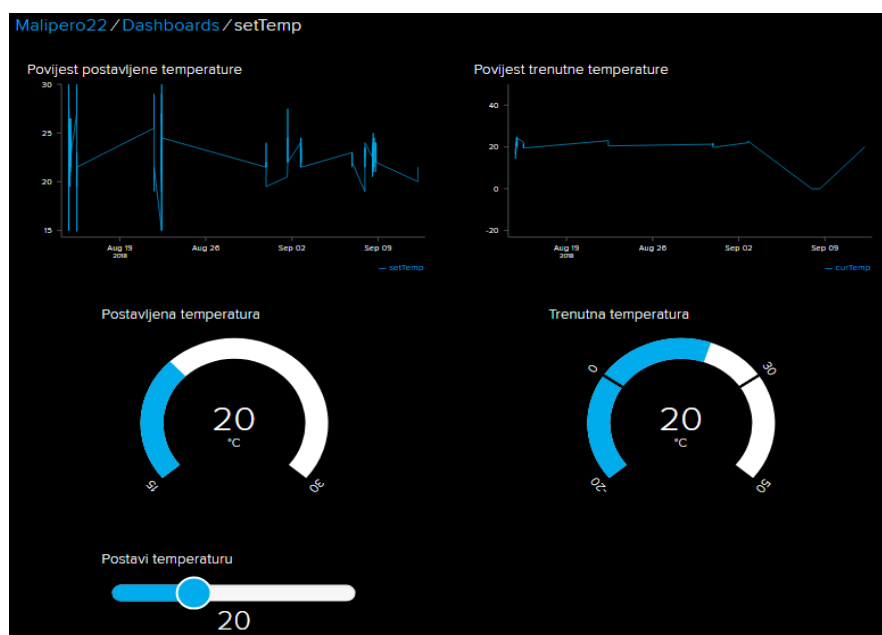 Malipero22 / Dashboards / setTemp
Povijest postavljene temperature
30
25
20
15
Aug 19
2018
Aug 26
Sep 02
Sep 09
— setTemp
Povijest trenutne temperature
40
20
0
-20
Aug 19
2018
Aug 26
Sep 02
Sep 09
— curTemp
Postavljena temperatura
20
°C
15
30
Trenutna temperatura
0
30
20
°C
-20
50
Postavi temperaturu
20